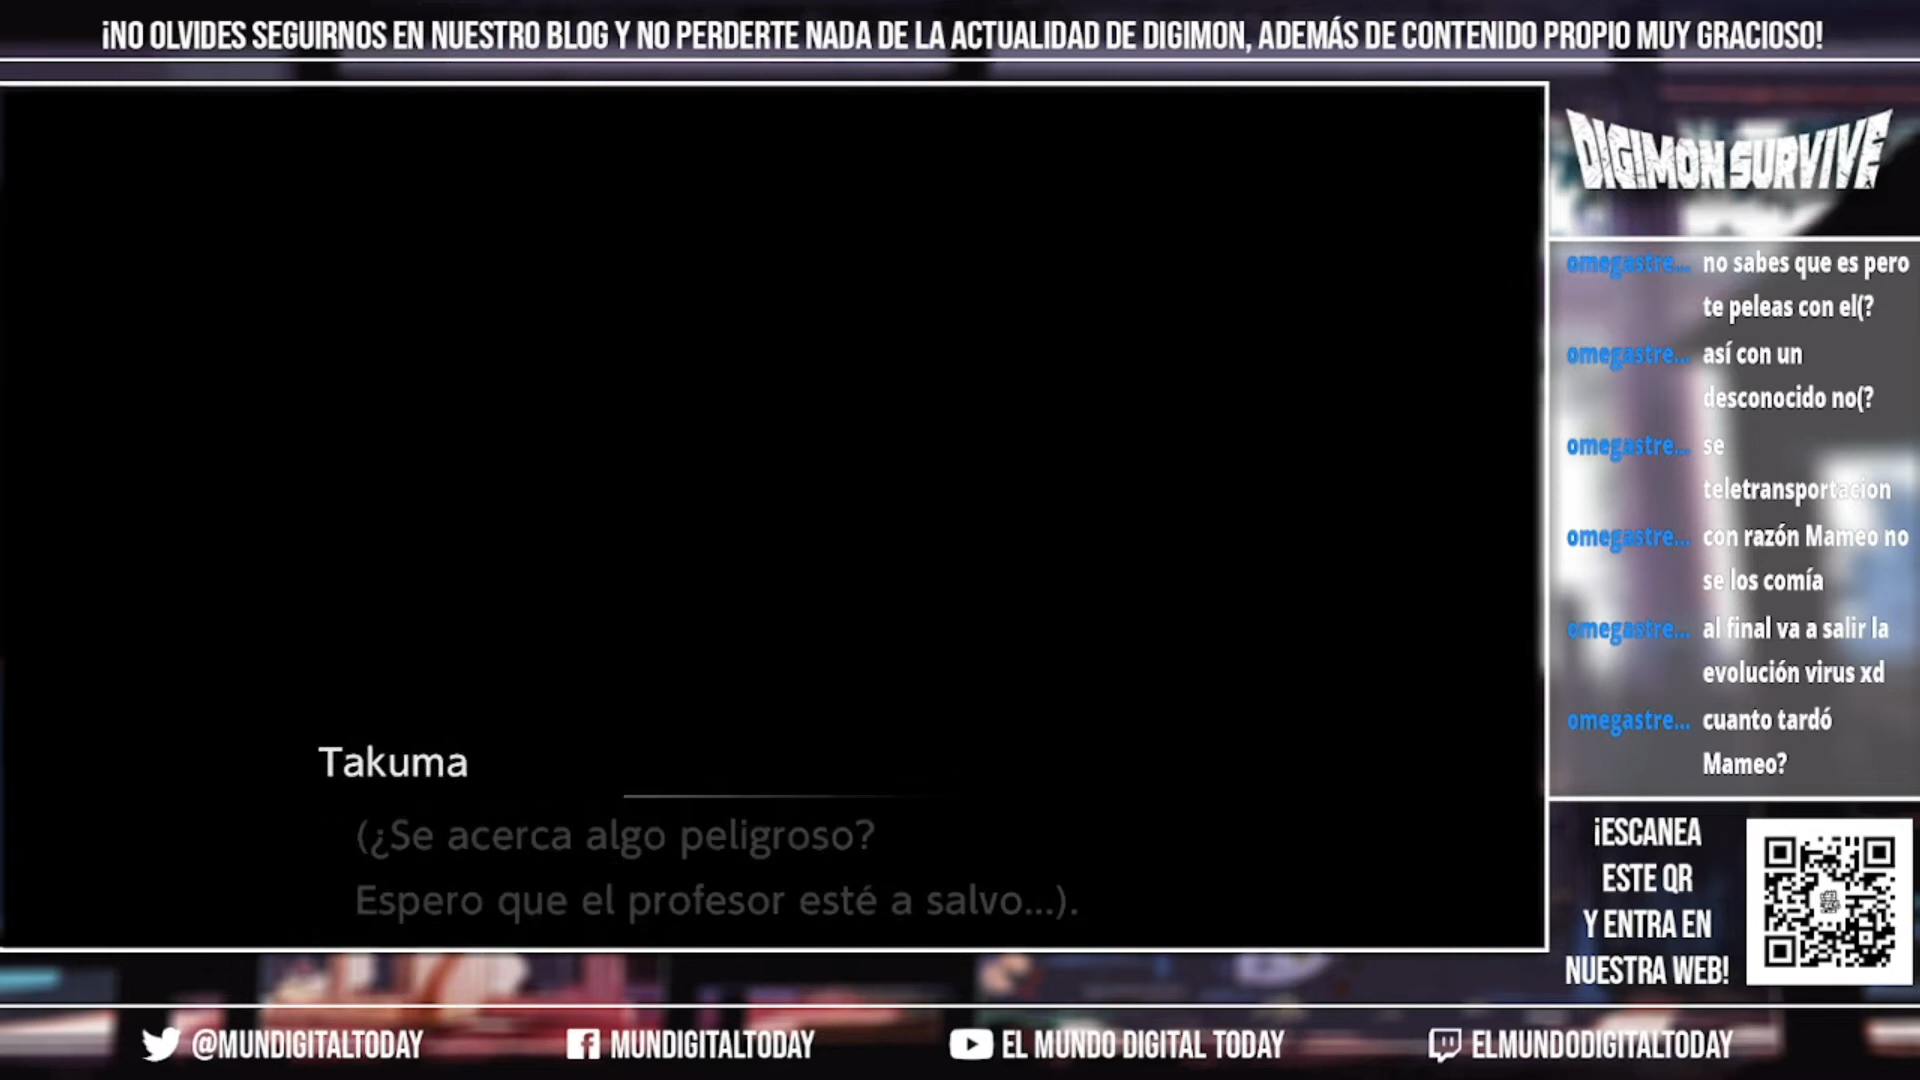 ¡NO OLVIDES SEGUIRNOS EN NUESTRO BLOG Y NO PERDERTE NADA DE LA ACTUALIDAD DE DIGIMON, ADEMÁS DE CONTENIDO PROPIO MUY GRACIOSO!
DIGIMON SURVIVE
omegastre... no sabes que es pero
te peleas con el(?
omegastre... así con un
desconocido no(?
omegastre... se
teletransportacion
omegastre... con razón Mameo no
se los comía
omegastre... al final va a salir la
evolución virus xd
omegastre... cuanto tardó
Mameo?
Takuma
(¿Se acerca algo peligroso?
Espero que el profesor esté a salvo...).
¡ESCANEA
ESTE QR
Y ENTRA EN
NUESTRA WEB!
@MUNDIGITALTODAY
MUNDIGITALTODAY
EL MUNDO DIGITAL TODAY
ELMUNDODIGITALTODAY